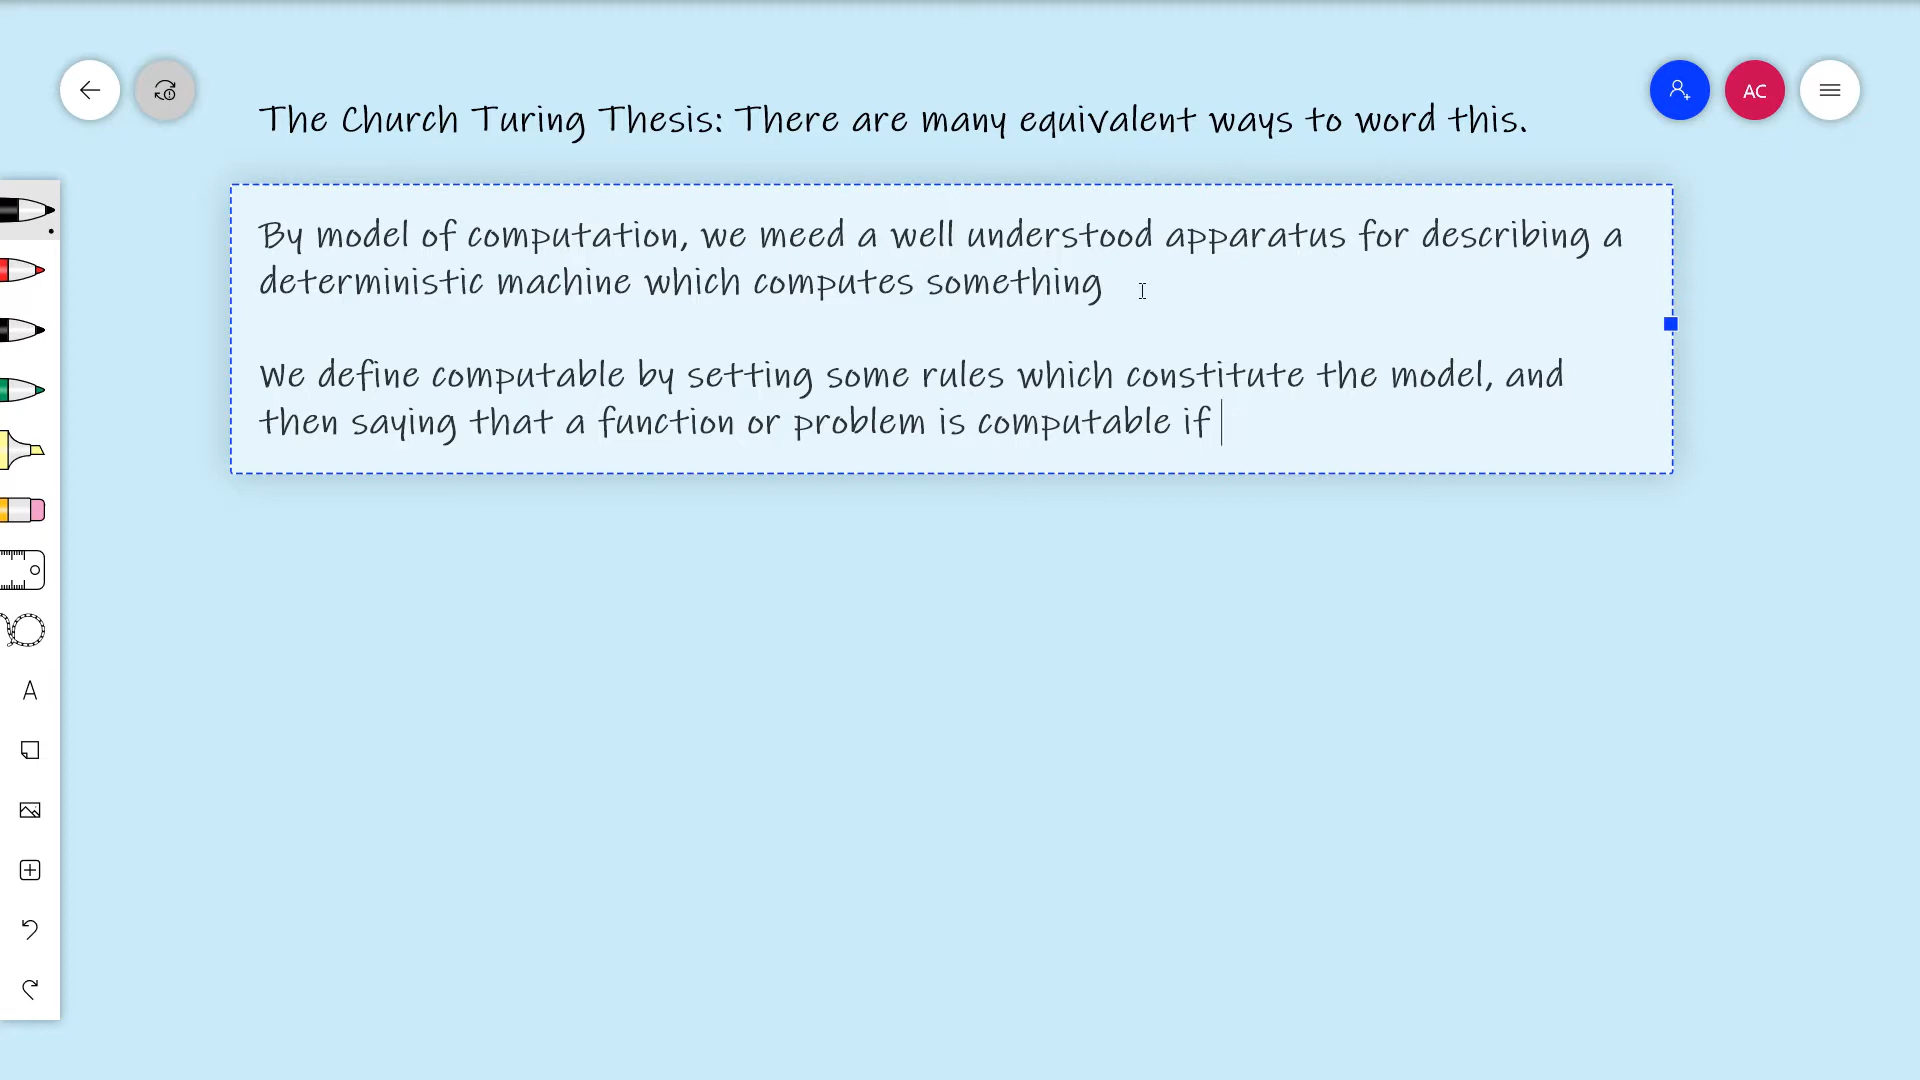 The Church Turing Thesis: There are many equivalent ways to word this.
AC
By model of computation, we meed a well understood apparatus for describing a
deterministic machine which computes something
We define computable by setting some rules which constitute the model, and
then saying that a function or problem is computable if
A